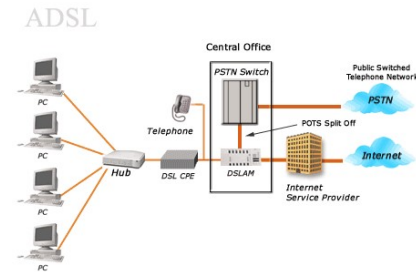 ADSL
Central Office
PSTN Switch
Public Switched
Telephone Network
PSTN
PC
Telephone
POTS Split Off
PC
Hub
DSL CPE
DSLAM
Internet
Internet
Service Provider
PC
PC